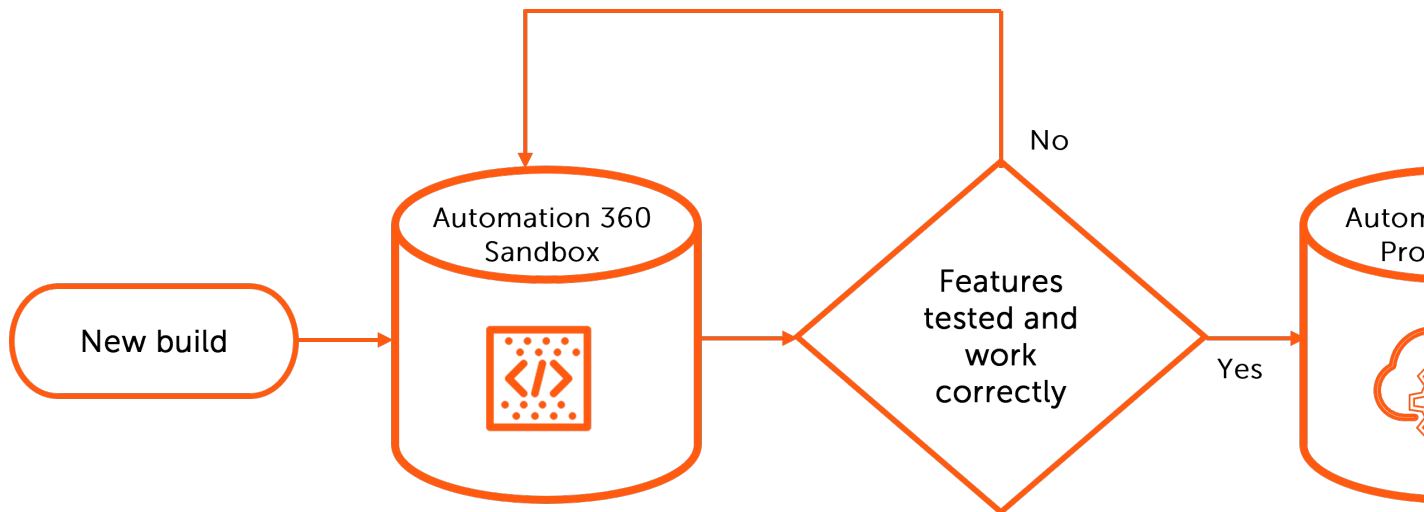 No
Automation 360
Sandbox
Features
tested and
work
correctly
New build
Yes